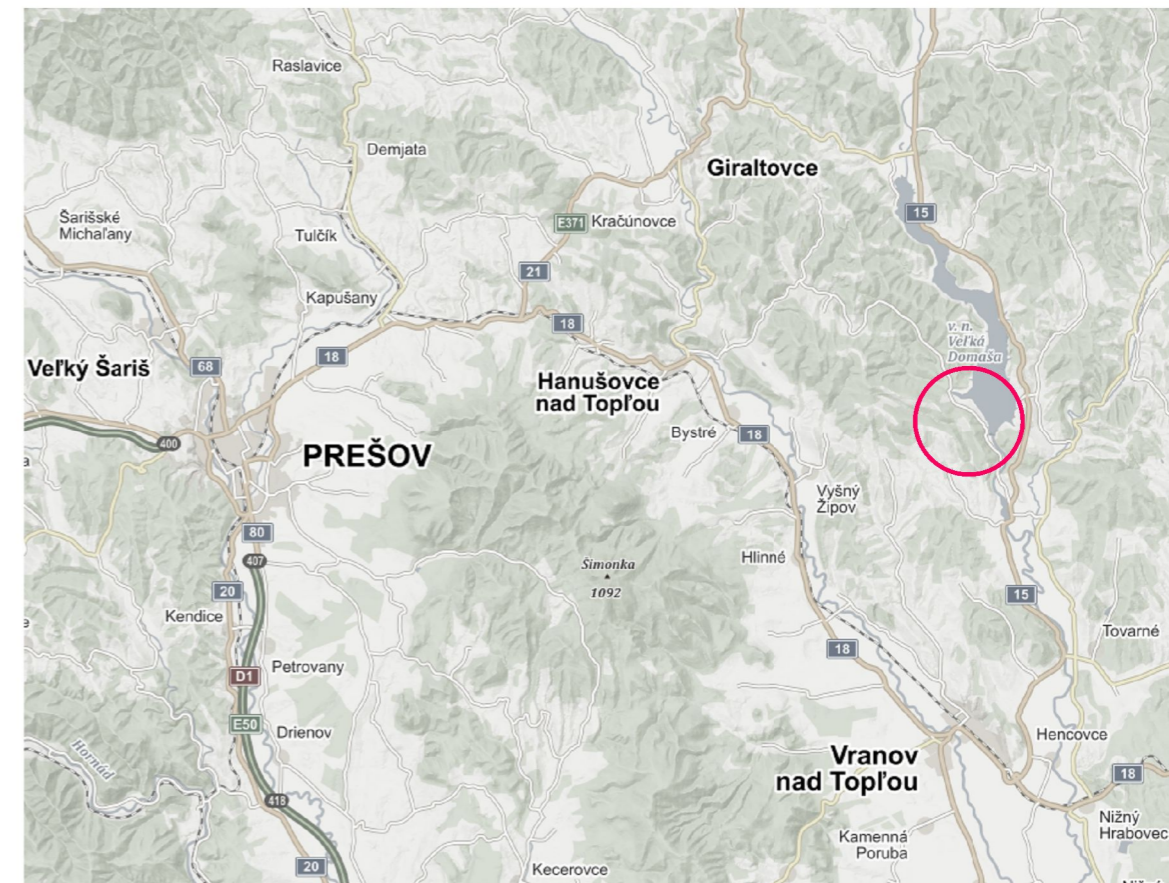 Raslavice
Demjata
Giraltovce
Šarišské
Michaľany
Tulčík
E371
Kračúnovce
15
21
Kapušany
18
18
v. n.
Veľká
Domaša
Veľký Šariš
68
Hanušovce
nad Topľou
400
PREŠOV
Bystré
18
Vyšný
Žipov
80
407
Šimonka
1092
Hlinné
20
Kendice
15
Tovarné
18
Petrovany
D1
E50
Drienov
Hornád
Hencovce
Vranov
nad Topľou
18
418
Nižný
Hrabovec
Kamenná
Poruba
20
Kecerovce